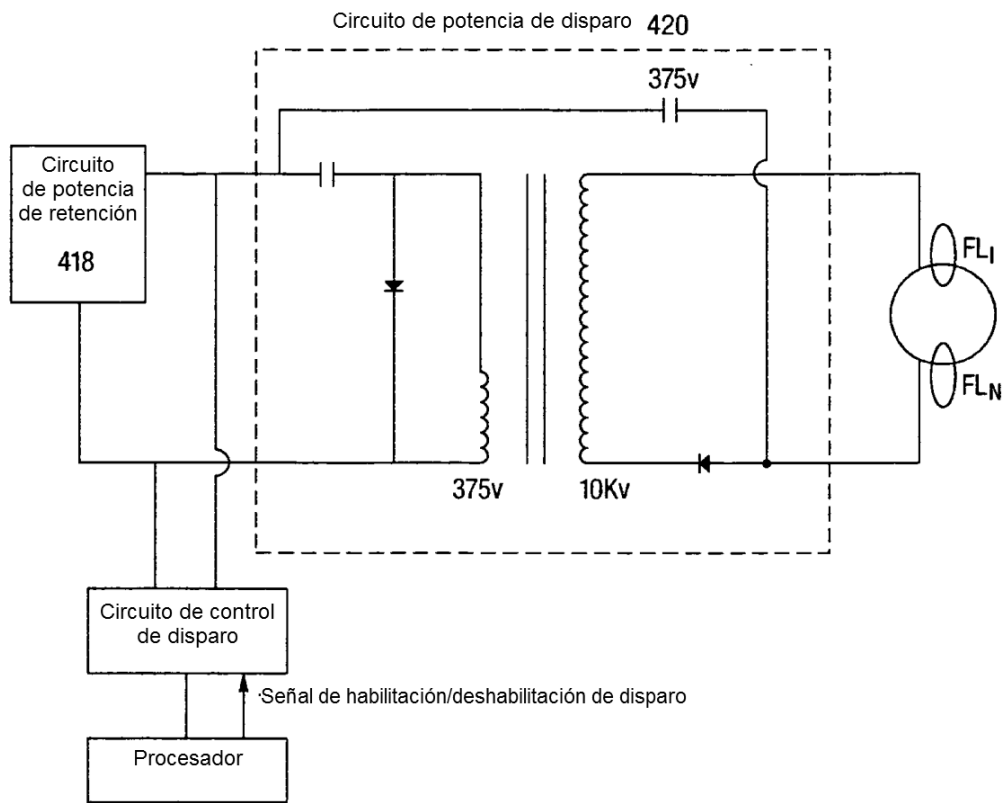 Circuito de potencia de disparo 420
375v
Circuito
de potencia
de retención
418
FL₁
FLN
375v
10Kv
Circuito de control
de disparo
Señal de habilitación/deshabilitación de disparo
Procesador